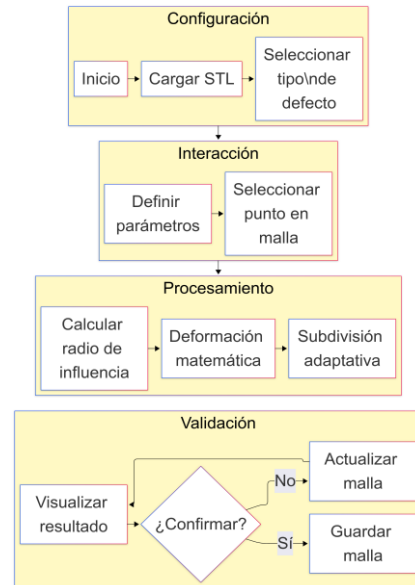 Configuración
Inicio
Cargar STL
Seleccionar
tipo\nde
defecto
Interacción
Definir
parámetros
Seleccionar
punto en
malla
Procesamiento
Calcular
radio de
influencia
Deformación
matemática
Subdivisión
adaptativa
Validación
Visualizar
resultado
¿Confirmar?
No
Actualizar
malla
Sí
Guardar
malla